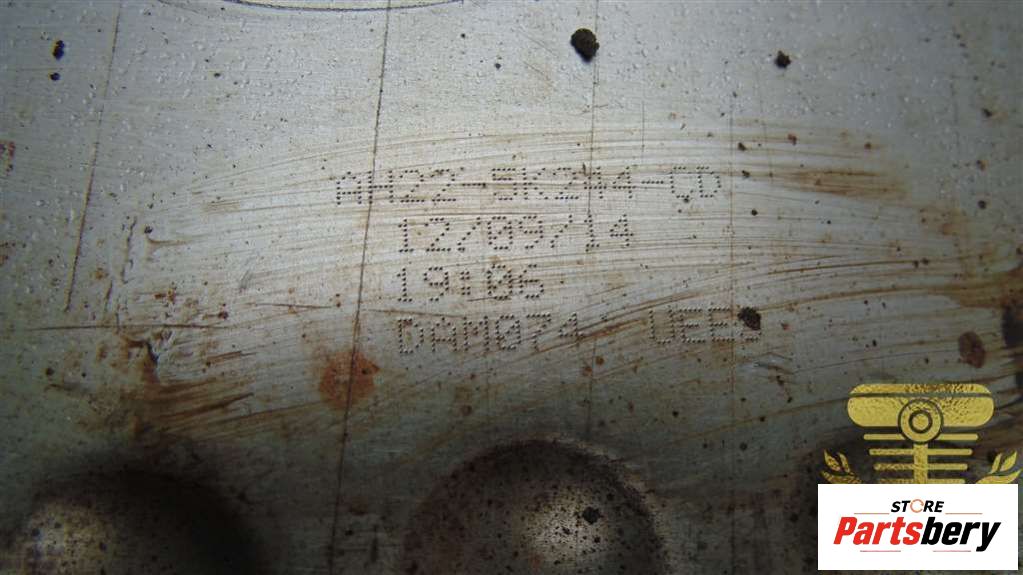 AH22-5K244-CD
12/09/14
19:06
DAM074 UEES
STORE
Partsbery